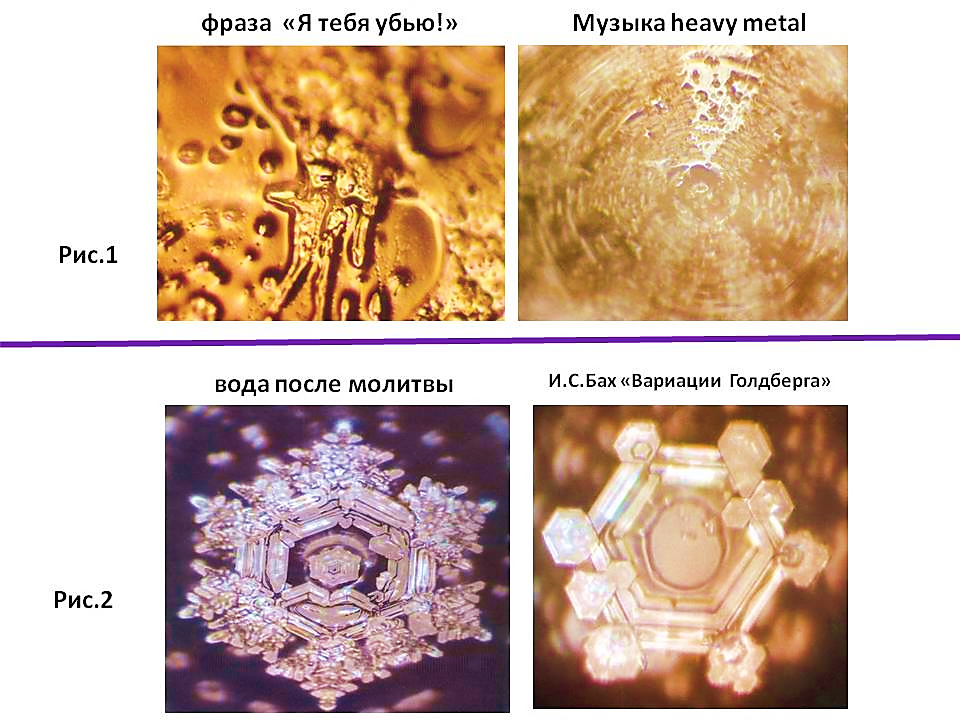 фраза «Я тебя убью!»
Музыка heavy metal
Рис.1
вода после молитвы
И.С.Бах «Вариации Голдберга»
Рис.2